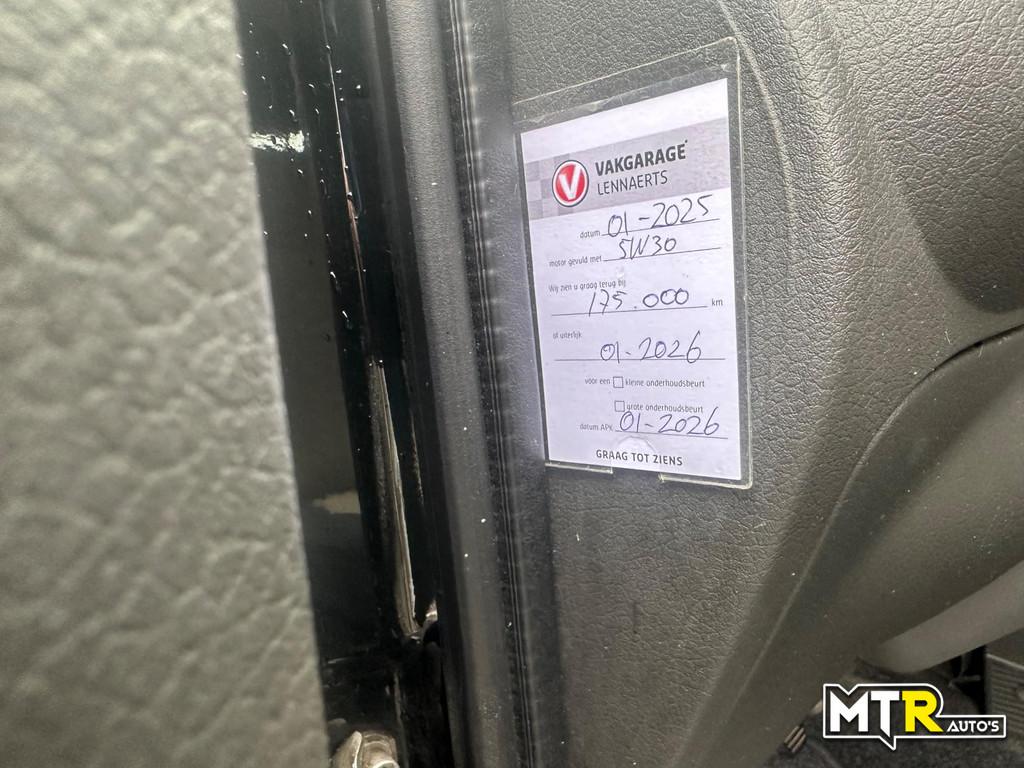 VAKGARAGE
LENNAERTS
datum 01-2025
motor gevuld met 5W30
Wij zien u graag terug bij
175.000 km
of uiterlijk
01-2026
voor een kleine onderhoudsbeurt
grote onderhoudsbeurt
datum APK 01-2026
GRAAG TOT ZIENS
MTR AUTO'S